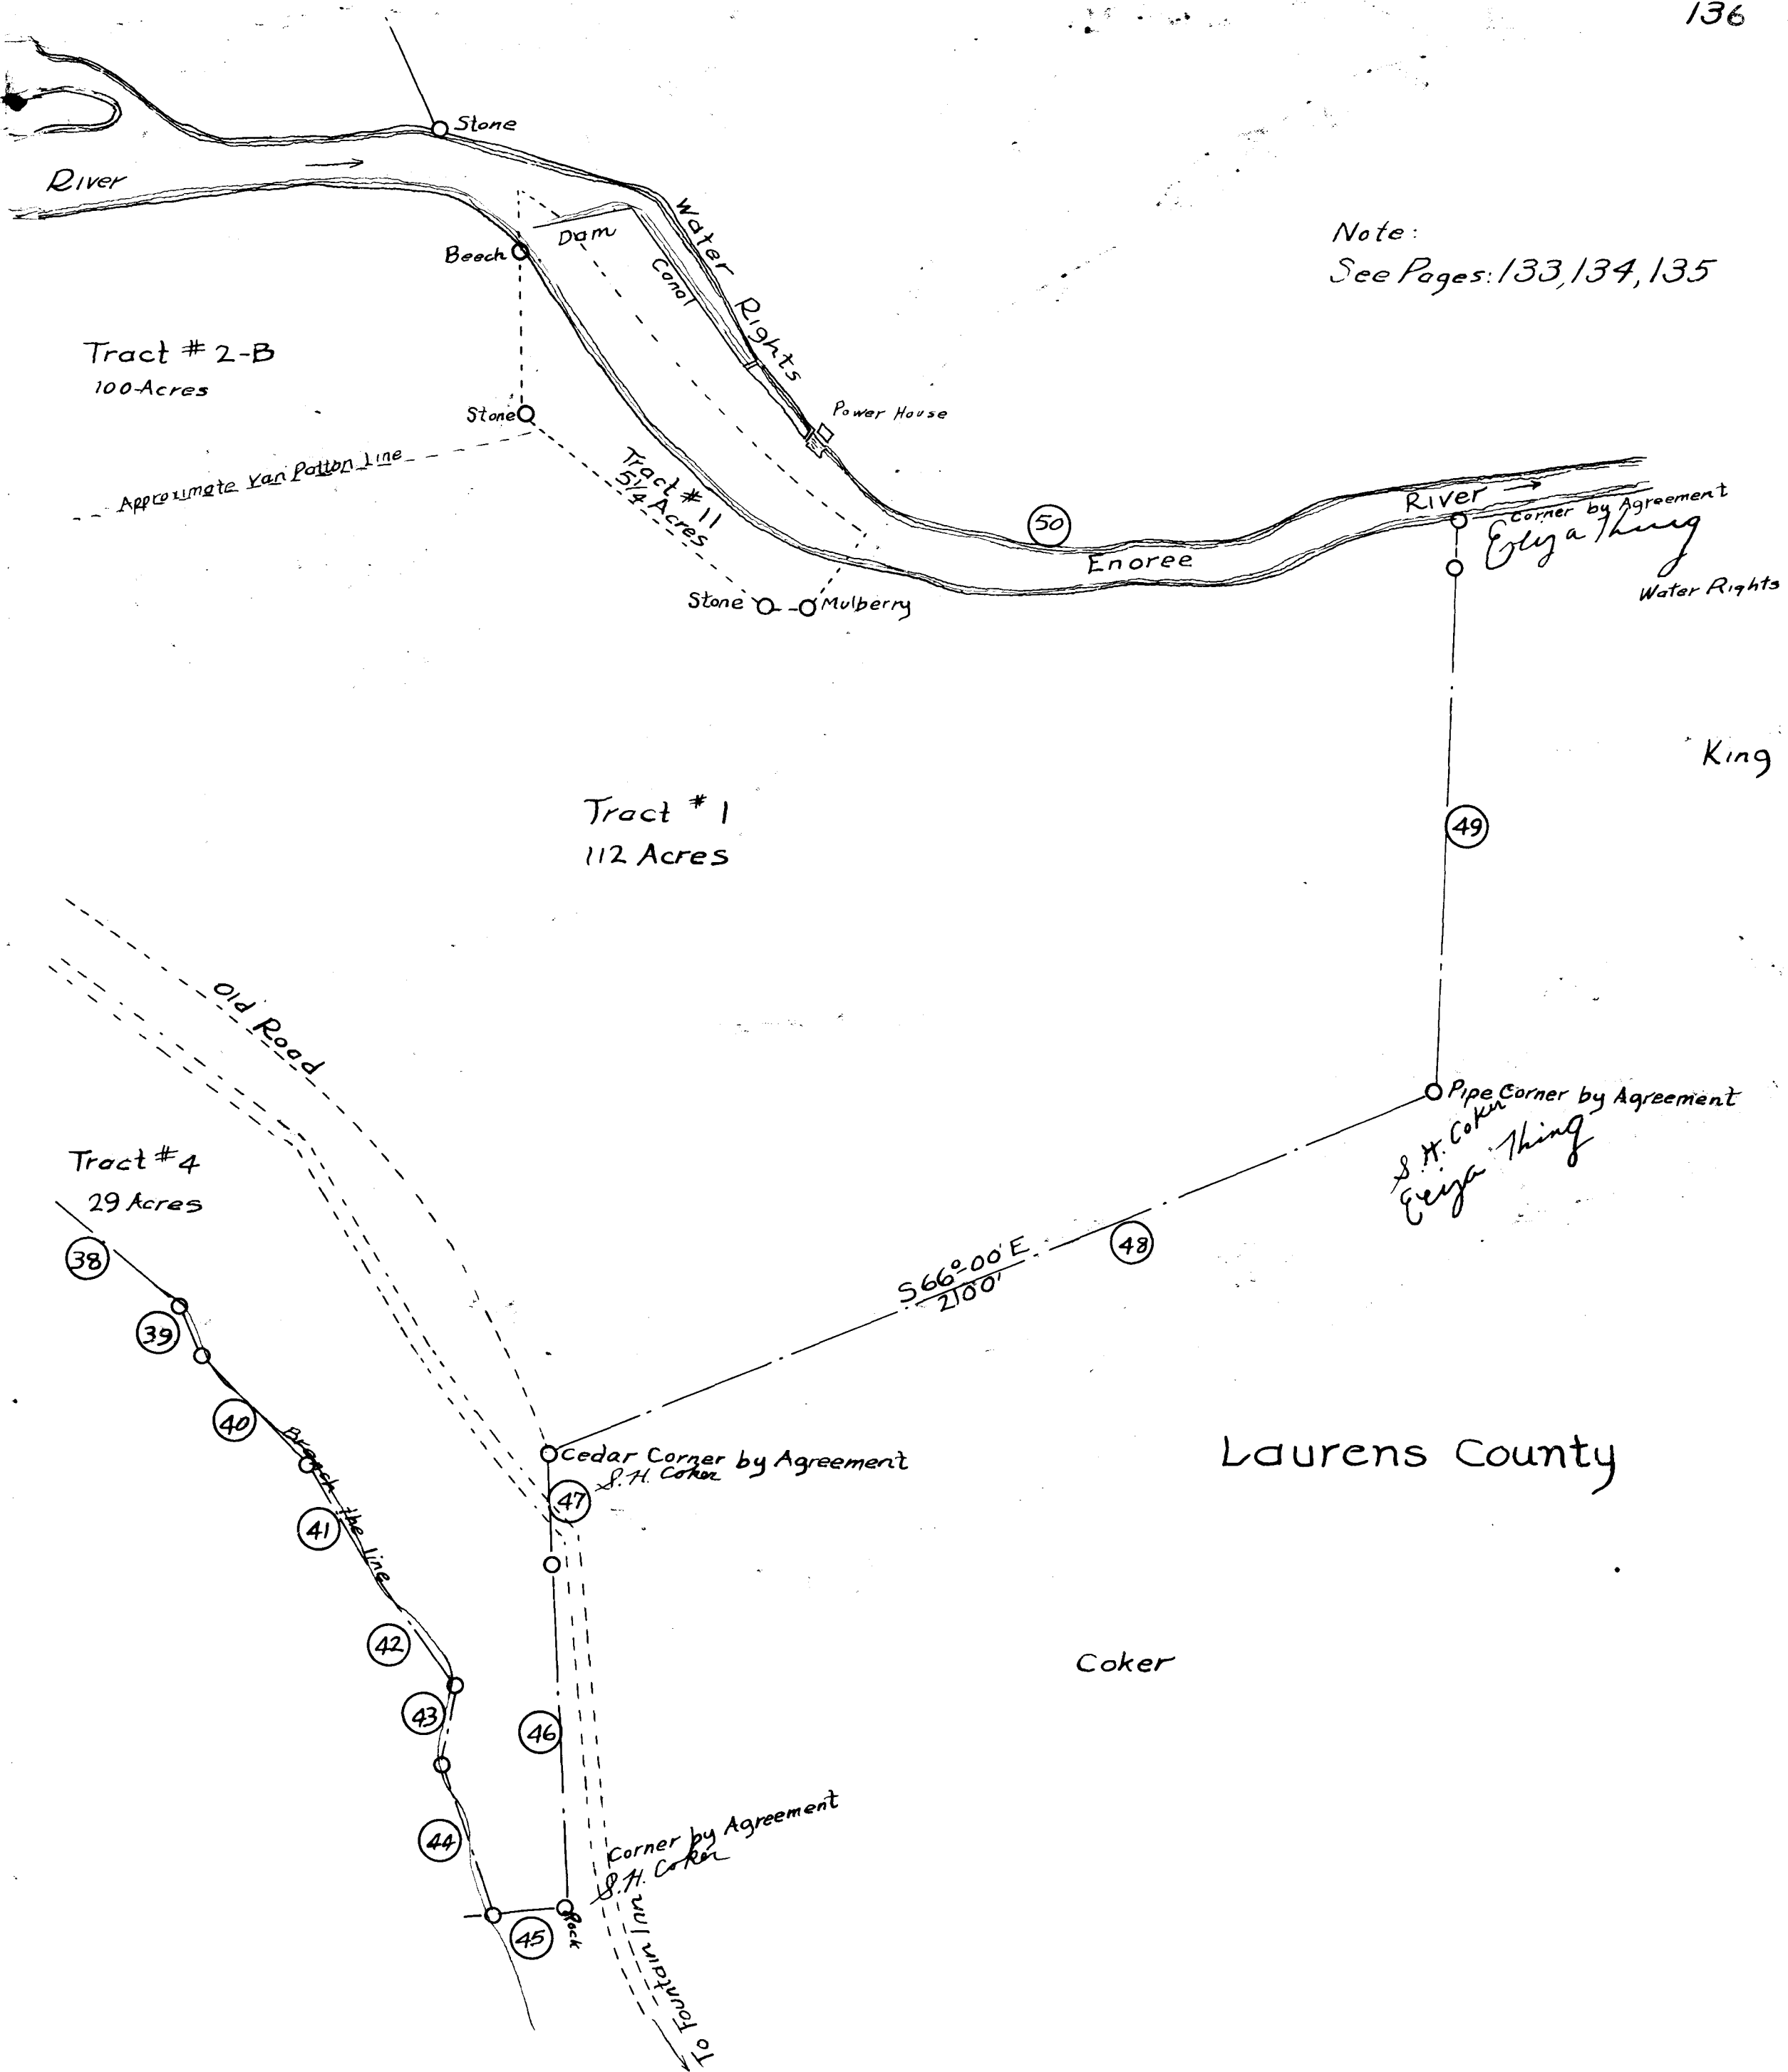 136
Stone
River
Water Rights
Dam
Beech
Canal
Note:
See Pages: 133, 134, 135
Tract # 2-B
100-Acres
Stone
Power House
Approximate Van Patton Line
Tract # 11
5 1/4 Acres
River
Corner by Agreement
50
Enoree
Water Rights
Stone
Mulberry
King
Tract # 1
112 Acres
49
Old Road
Pipe Corner by Agreement
S. H. Coker
Tract # 4
29 Acres
38
48
S 66°-00' E
2100'
39
40
Branch the line
Cedar Corner by Agreement
S. H. Coker
Laurens County
47
41
42
Coker
43
46
44
Corner by Agreement
S. H. Coker
Rock
45
To Fountain Inn